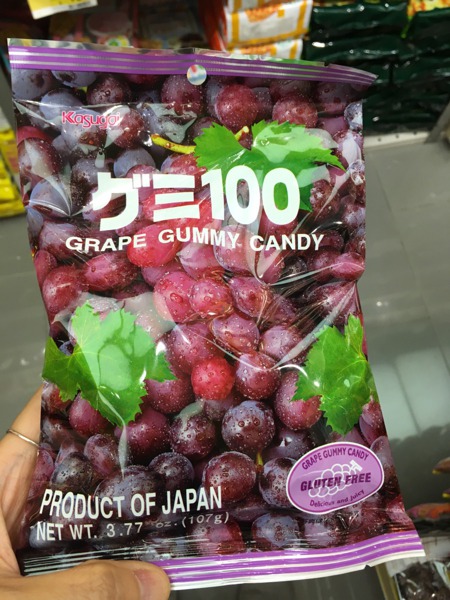 Kasugai
グミ100
GRAPE GUMMY CANDY
GRAPE GUMMY CANDY
GLUTEN FREE
Delicious and Juicy
PRODUCT OF JAPAN
NET WT. 3.77 oz. (107g)